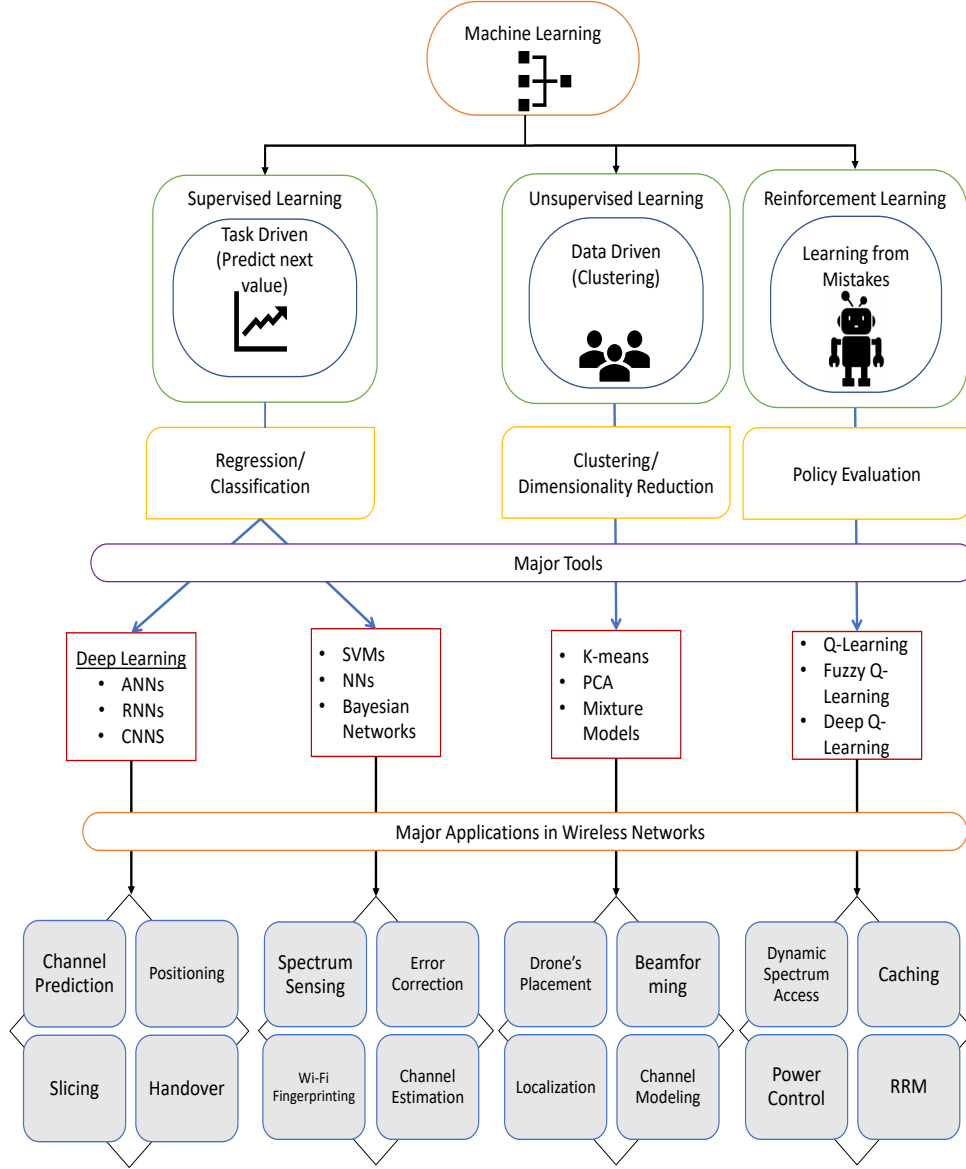 Machine Learning
Supervised Learning
Task Driven
(Predict next
value)
Unsupervised Learning
Data Driven
(Clustering)
Reinforcement Learning
Learning from
Mistakes
Regression/
Classification
Clustering/
Dimensionality Reduction
Policy Evaluation
Major Tools
Deep Learning
• ANNs
• RNNs
• CNNS
• SVMs
• NNs
• Bayesian
Networks
• K-means
• PCA
• Mixture
Models
• Q-Learning
• Fuzzy Q-
Learning
• Deep Q-
Learning
Major Applications in Wireless Networks
Channel
Prediction
Positioning
Slicing
Handover
Spectrum
Sensing
Error
Correction
Wi-Fi
Fingerprinting
Channel
Estimation
Drone's
Placement
Beamfor
ming
Localization
Channel
Modeling
Dynamic
Spectrum
Access
Caching
Power
Control
RRM